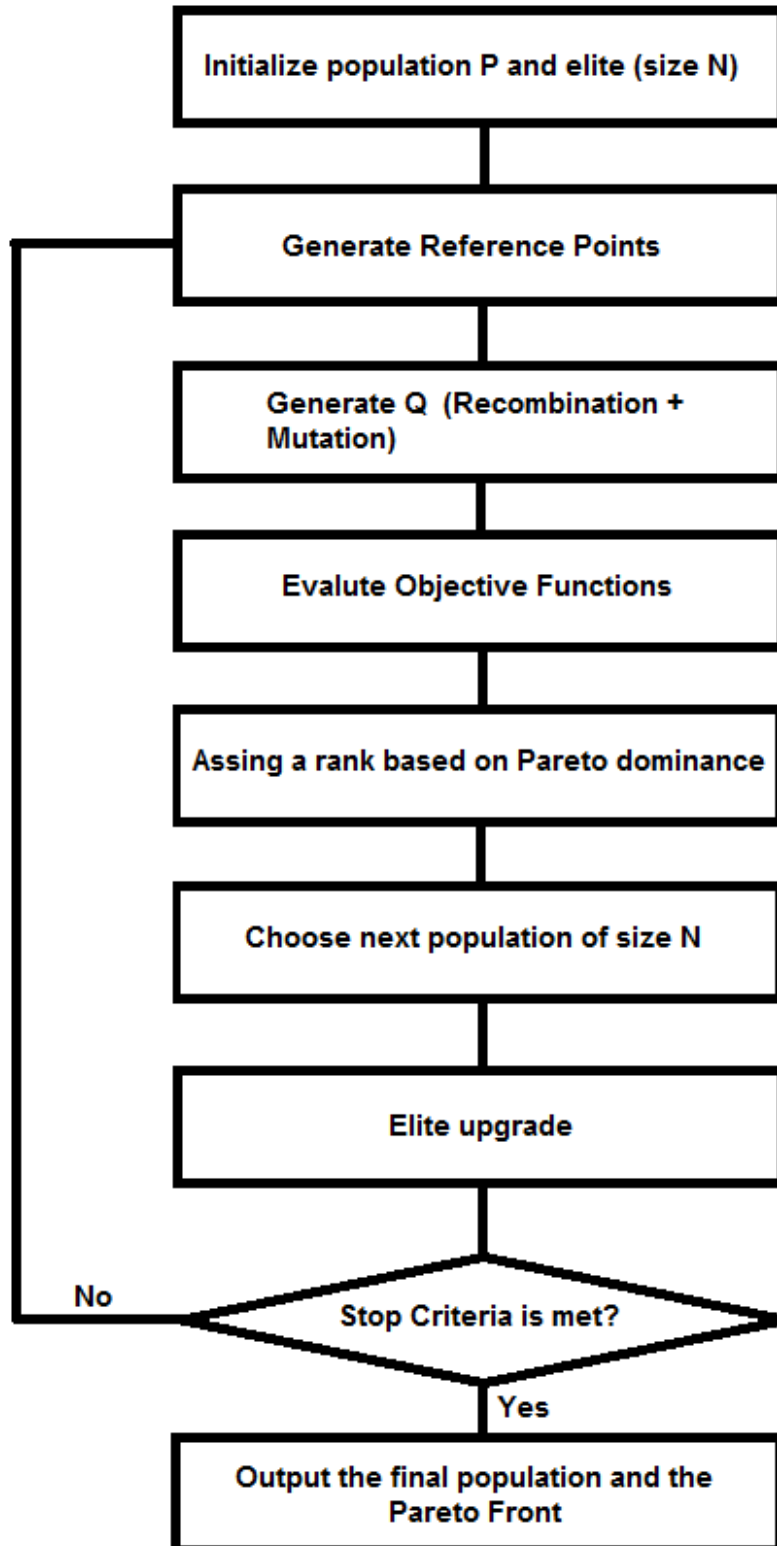 Initialize population P and elite (size N)
Generate Reference Points
Generate Q (Recombination +
Mutation)
Evalute Objective Functions
Assing a rank based on Pareto dominance
Choose next population of size N
Elite upgrade
Stop Criteria is met?
No
Yes
Output the final population and the
Pareto Front